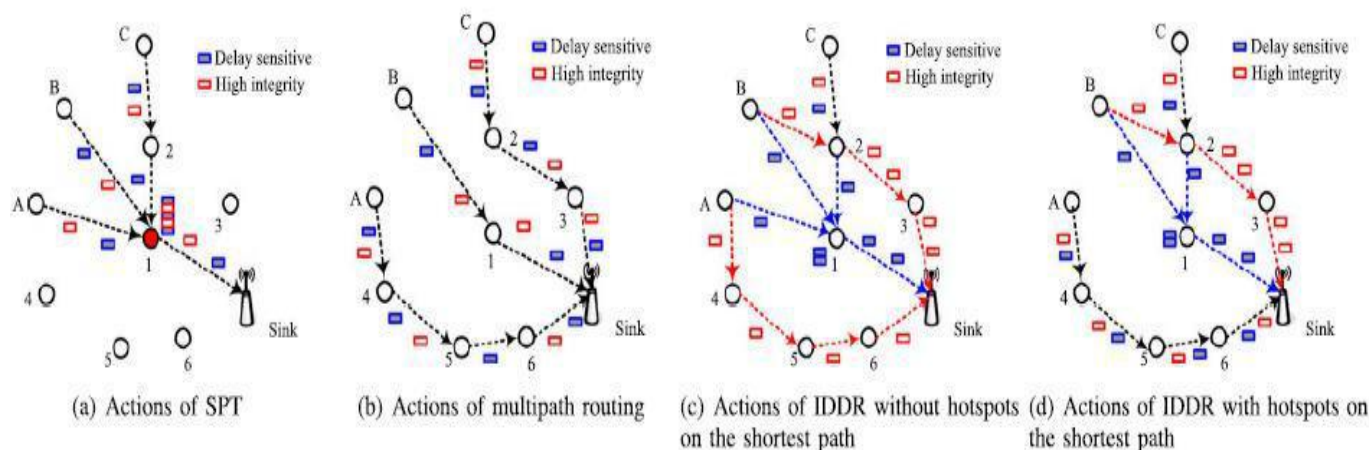 C
Delay sensitive
High integrity
B
2
A
3
1
4
Sink
5
6
(a) Actions of SPT
C
Delay sensitive
High integrity
B
2
A
3
1
4
Sink
5
6
(b) Actions of multipath routing
C
Delay sensitive
High integrity
B
2
A
3
1
4
Sink
5
6
(c) Actions of IDDR without hotspots
on the shortest path
C
Delay sensitive
High integrity
B
2
A
3
1
4
Sink
5
6
(d) Actions of IDDR with hotspots on
the shortest path